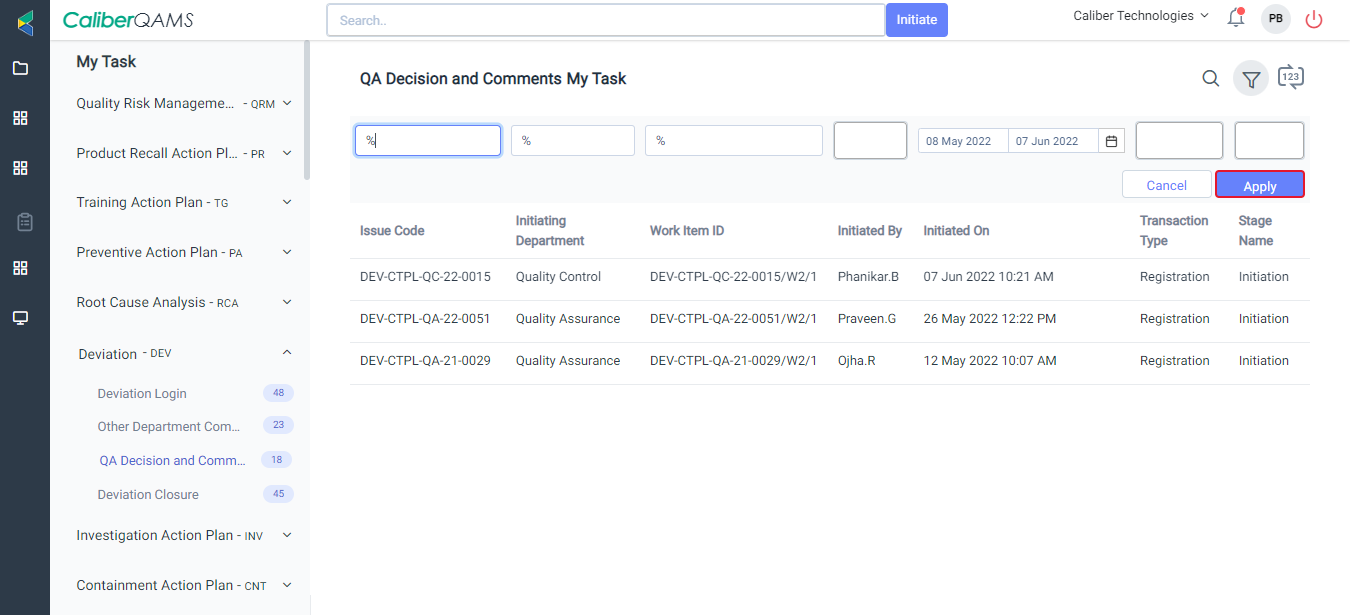 CaliberQAMS
Search..
Initiate
Caliber Technologies
PB
My Task
Quality Risk Manageme... - QRM
Product Recall Action Pl... - PR
Training Action Plan - TG
Preventive Action Plan - PA
Root Cause Analysis - RCA
Deviation - DEV
Deviation Login 48
Other Department Com... 23
QA Decision and Comm... 18
Deviation Closure 45
Investigation Action Plan - INV
Containment Action Plan - CNT
QA Decision and Comments My Task
123
% % % 08 May 2022 07 Jun 2022
Cancel Apply
Issue Code Initiating Department Work Item ID Initiated By Initiated On Transaction Type Stage Name
DEV-CTPL-QC-22-0015 Quality Control DEV-CTPL-QC-22-0015/W2/1 Phanikar.B 07 Jun 2022 10:21 AM Registration Initiation
DEV-CTPL-QA-22-0051 Quality Assurance DEV-CTPL-QA-22-0051/W2/1 Praveen.G 26 May 2022 12:22 PM Registration Initiation
DEV-CTPL-QA-21-0029 Quality Assurance DEV-CTPL-QA-21-0029/W2/1 Ojha.R 12 May 2022 10:07 AM Registration Initiation